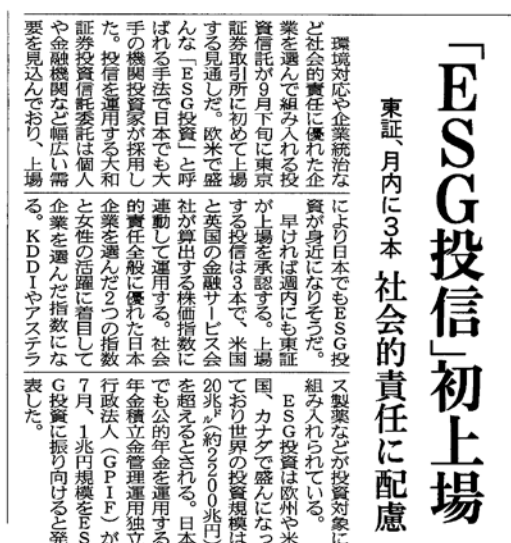 「ESG投信」初上場
東証、月内に3本 社会的責任に配慮
環境対応や企業統治な
ど社会的責任に優れた企
業を選んで組み入れる投
資信託が9月下旬に東京
証券取引所に初めて上場
する見通しだ。欧米で盛
んな「ESG投資」と呼
ばれる手法で日本でも大
手の機関投資家が採用し
た。投信を運用する大和
証券投資信託委託は個人
や金融機関など幅広い需
要を見込んでおり、上場
により日本でもESG投
資が身近になりそうだ。
早ければ週内にも東証
が上場を承認する。上場
する投信は3本で、米国
と英国の金融サービス会
社が算出する株価指数に
連動して運用する。社会
的責任全般に優れた日本
企業を選んだ2つの指数
と女性の活躍に着目して
企業を選んだ指数にな
る。KDDIやアステラ
ス製薬などが投資対象に
組み入れられている。
ESG投資は欧州や米
国、カナダで盛んになっ
ており世界の投資規模は
20兆㌦(約2200兆円)
を超えるとされる。日本
でも公的年金を運用する
年金積立金管理運用独立
行政法人(GPIF)が
7月、1兆円規模をES
G投資に振り向けると発
表した。